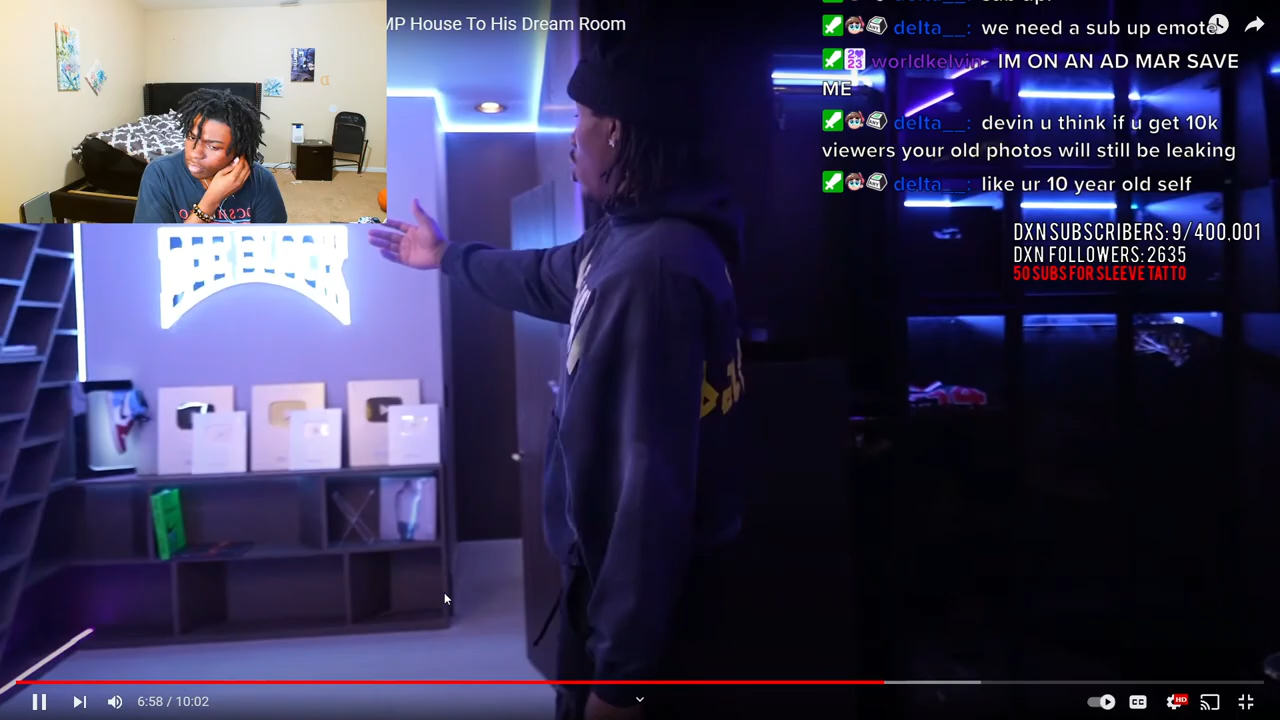 MP House To His Dream Room
delta__: we need a sub up emote
worldkelvin: IM ON AN AD MAR SAVE
ME
delta__: devin u think if u get 10k
viewers your old photos will still be leaking
delta__: like ur 10 year old self
DXN SUBSCRIBERS: 9/400,001
DXN FOLLOWERS: 2635
50 SUBS FOR SLEEVE TATTO
6:58 / 10:02
CC
HD